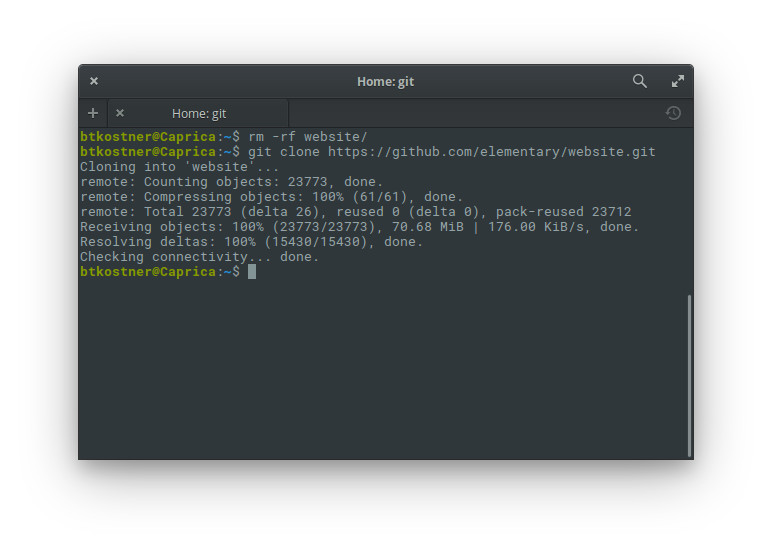 Home: git
Home: git
btkostner@Caprica:~$ rm -rf website/
btkostner@Caprica:~$ git clone https://github.com/elementary/website.git
Cloning into 'website'...
remote: Counting objects: 23773, done.
remote: Compressing objects: 100% (61/61), done.
remote: Total 23773 (delta 26), reused 0 (delta 0), pack-reused 23712
Receiving objects: 100% (23773/23773), 70.68 MiB | 176.00 KiB/s, done.
Resolving deltas: 100% (15430/15430), done.
Checking connectivity... done.
btkostner@Caprica:~$